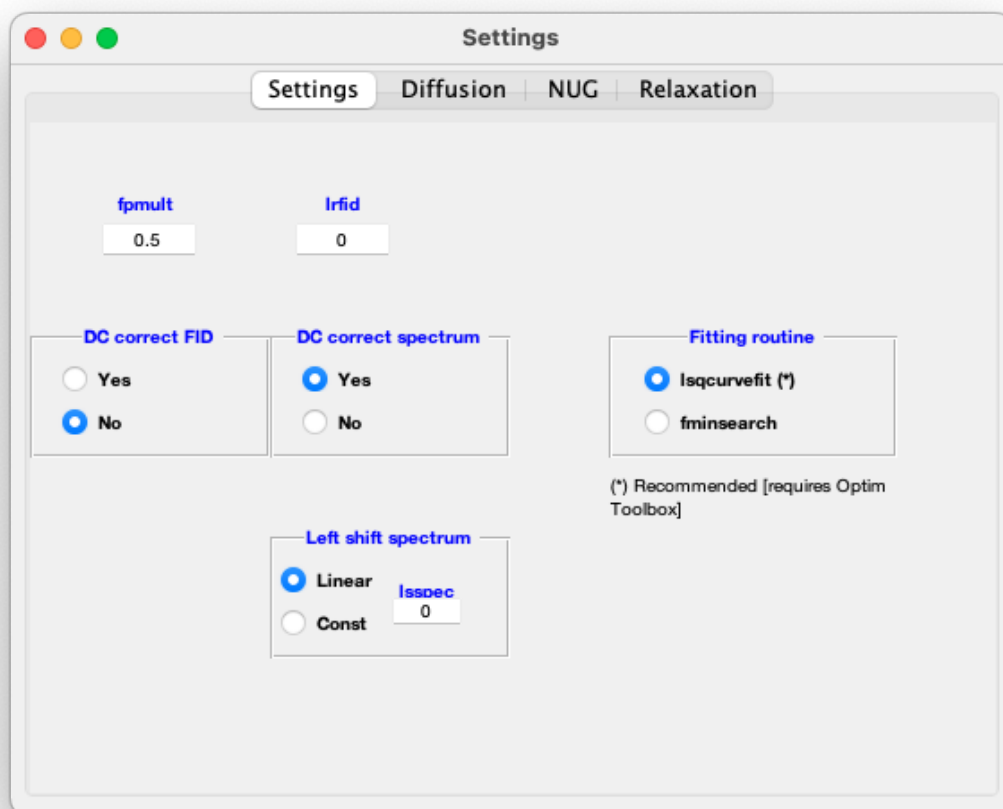 Settings
Settings Diffusion NUG Relaxation
fpmult lrfid
0.5 0
DC correct FID DC correct spectrum Fitting routine
Yes Yes lsqcurvefit (*)
No No fminsearch
(*) Recommended [requires Optim
Toolbox]
Left shift spectrum
Linear lsspec
Const 0